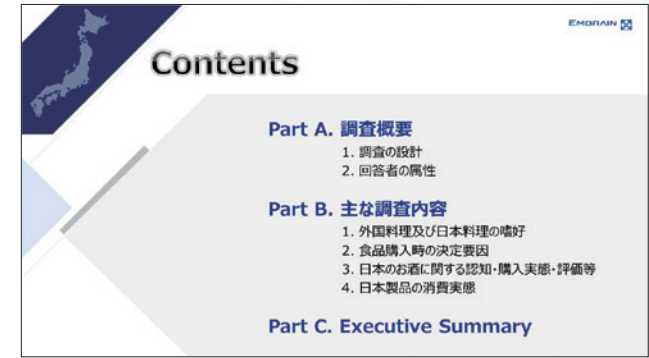 EMBRAIN
Contents
Part A. 調査概要
1. 調査の設計
2. 回答者の属性
Part B. 主な調査内容
1. 外国料理及び日本料理の嗜好
2. 食品購入時の決定要因
3. 日本のお酒に関する認知・購入実態・評価等
4. 日本製品の消費実態
Part C. Executive Summary